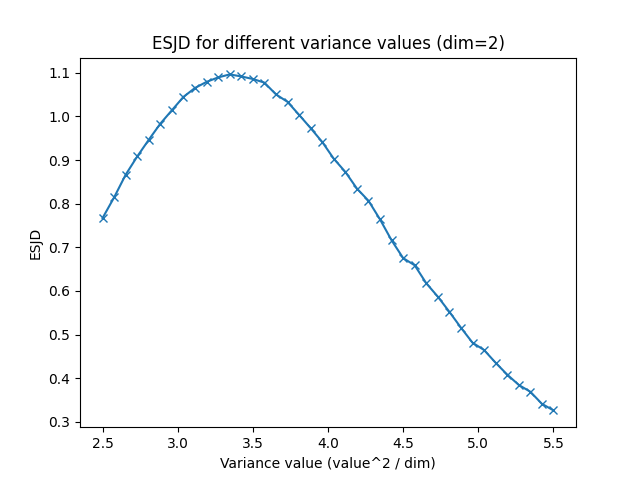 ESJD for different variance values (dim=2)
1.1
1.0
0.9
0.8
0.7
0.6
0.5
0.4
0.3
ESJD
2.5 3.0 3.5 4.0 4.5 5.0 5.5
Variance value (value^2 / dim)